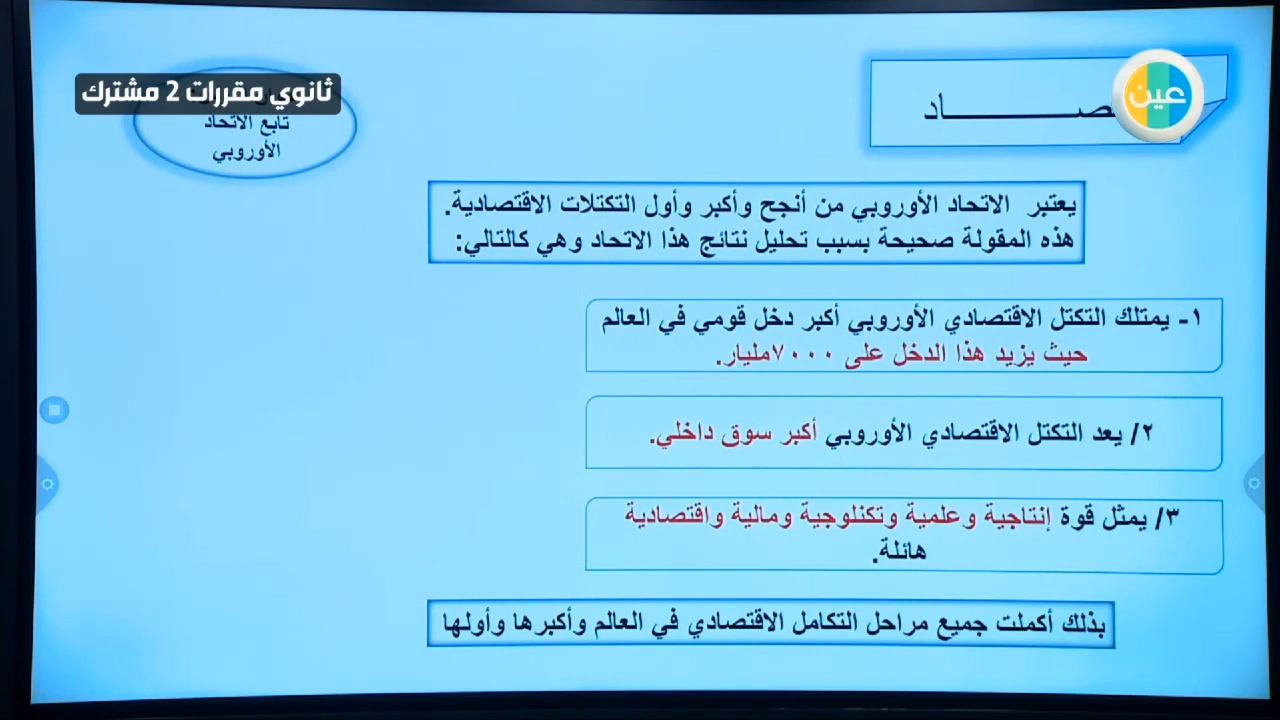 ثانوي مقررات 2 مشترك
عين
تابع الاتحاد
الأوروبي
يعتبر الاتحاد الأوروبي من أنجح وأكبر وأول التكتلات الاقتصادية.
هذه المقولة صحيحة بسبب تحليل نتائج هذا الاتحاد وهي كالتالي:
١- يمتلك التكتل الاقتصادي الأوروبي أكبر دخل قومي في العالم
حيث يزيد هذا الدخل على ٧٠٠٠مليار.
٢/ يعد التكتل الاقتصادي الأوروبي أكبر سوق داخلي.
٣/ يمثل قوة إنتاجية وعلمية وتكنلوجية ومالية واقتصادية
هائلة.
بذلك أكملت جميع مراحل التكامل الاقتصادي في العالم وأكبرها وأولها